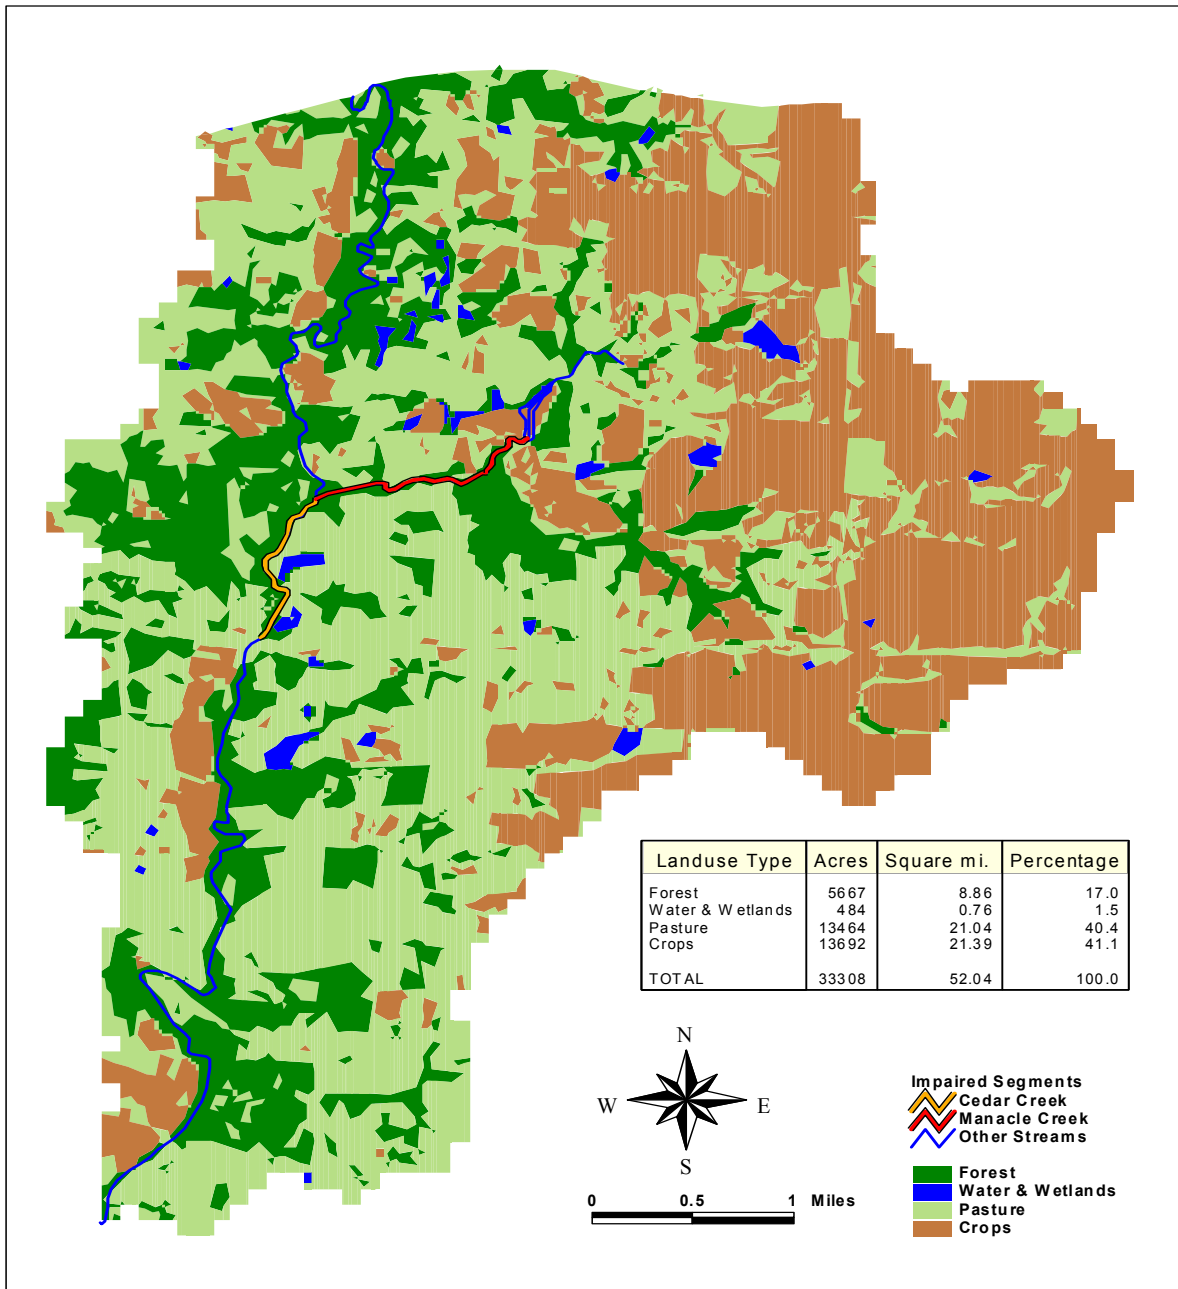 Landuse Type Acres Square mi. Percentage
Forest 5667 8.86 17.0
Water & Wetlands 484 0.76 1.5
Pasture 13464 21.04 40.4
Crops 13692 21.39 41.1
TOTAL 33308 52.04 100.0
N
W E
S
0 0.5 1 Miles
Impaired Segments
Cedar Creek
Manacle Creek
Other Streams
Forest
Water & Wetlands
Pasture
Crops